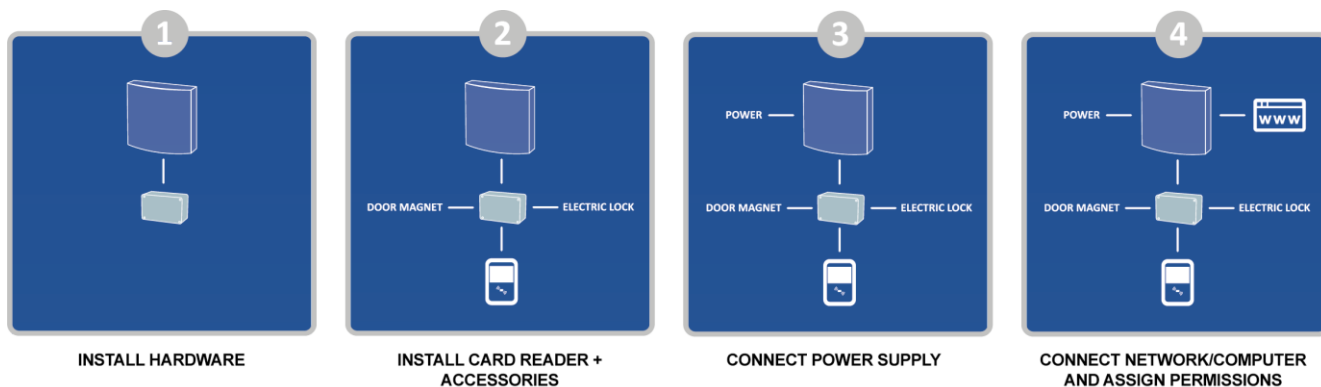 1
INSTALL HARDWARE
2
DOOR MAGNET
ELECTRIC LOCK
INSTALL CARD READER +
ACCESSORIES
3
POWER
DOOR MAGNET
ELECTRIC LOCK
CONNECT POWER SUPPLY
4
POWER
WWW
DOOR MAGNET
ELECTRIC LOCK
CONNECT NETWORK/COMPUTER
AND ASSIGN PERMISSIONS